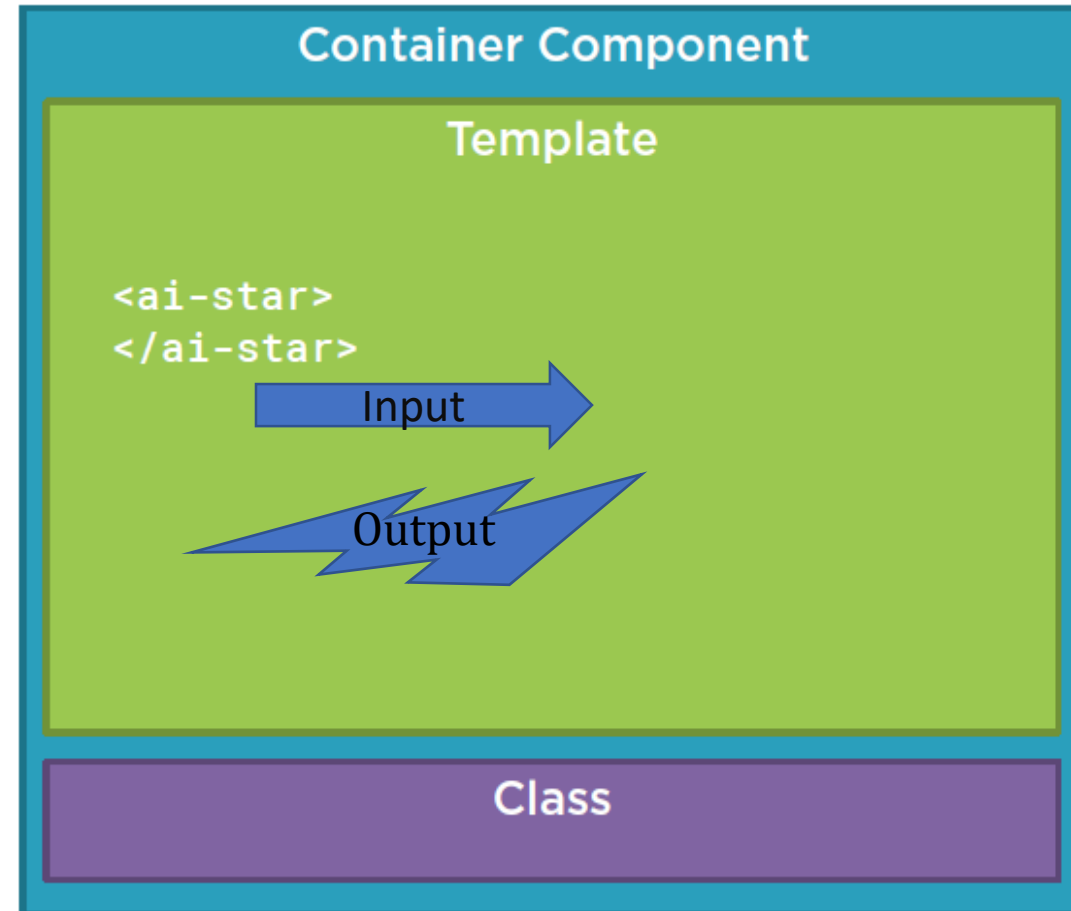 Container Component
Template
<ai-star>
</ai-star>
Input
Output
Class